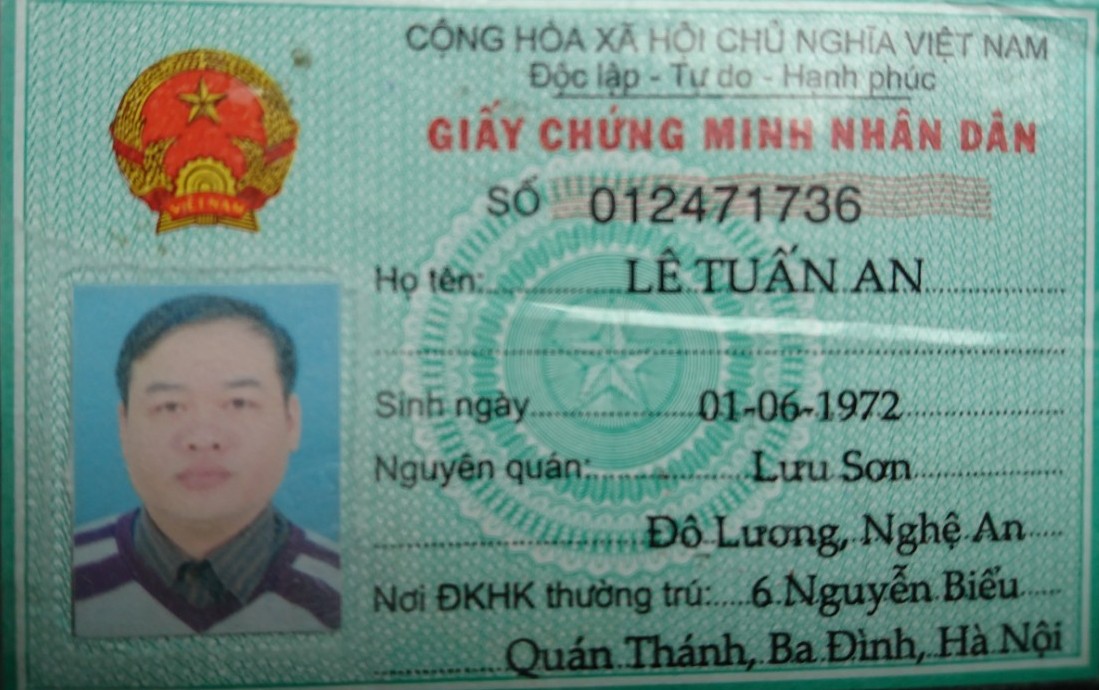 CỘNG HÒA XÃ HỘI CHỦ NGHĨA VIỆT NAM
Độc lập - Tự do - Hạnh phúc
GIẤY CHỨNG MINH NHÂN DÂN
SỐ 012471736
VIỆT NAM
Họ tên: LÊ TUẤN AN
Sinh ngày 01-06-1972
Nguyên quán: Lưu Sơn
Đô Lương, Nghệ An
Nơi ĐKHK thường trú: 6 Nguyễn Biểu
Quán Thánh, Ba Đình, Hà Nội